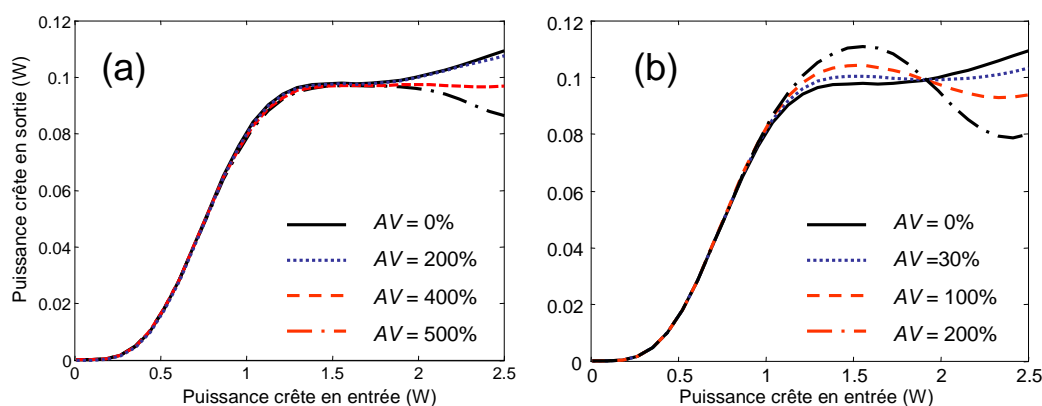 0.12
0.1
0.08
0.06
0.04
0.02
0
Puissance crête en sortie (W)
(a)
AV = 0%
AV = 200%
AV = 400%
AV = 500%
0 0.5 1 1.5 2 2.5
Puissance crête en entrée (W)
0.12
0.1
0.08
0.06
0.04
0.02
0
(b)
AV = 0%
AV =30%
AV = 100%
AV = 200%
0 0.5 1 1.5 2 2.5
Puissance crête en entrée (W)